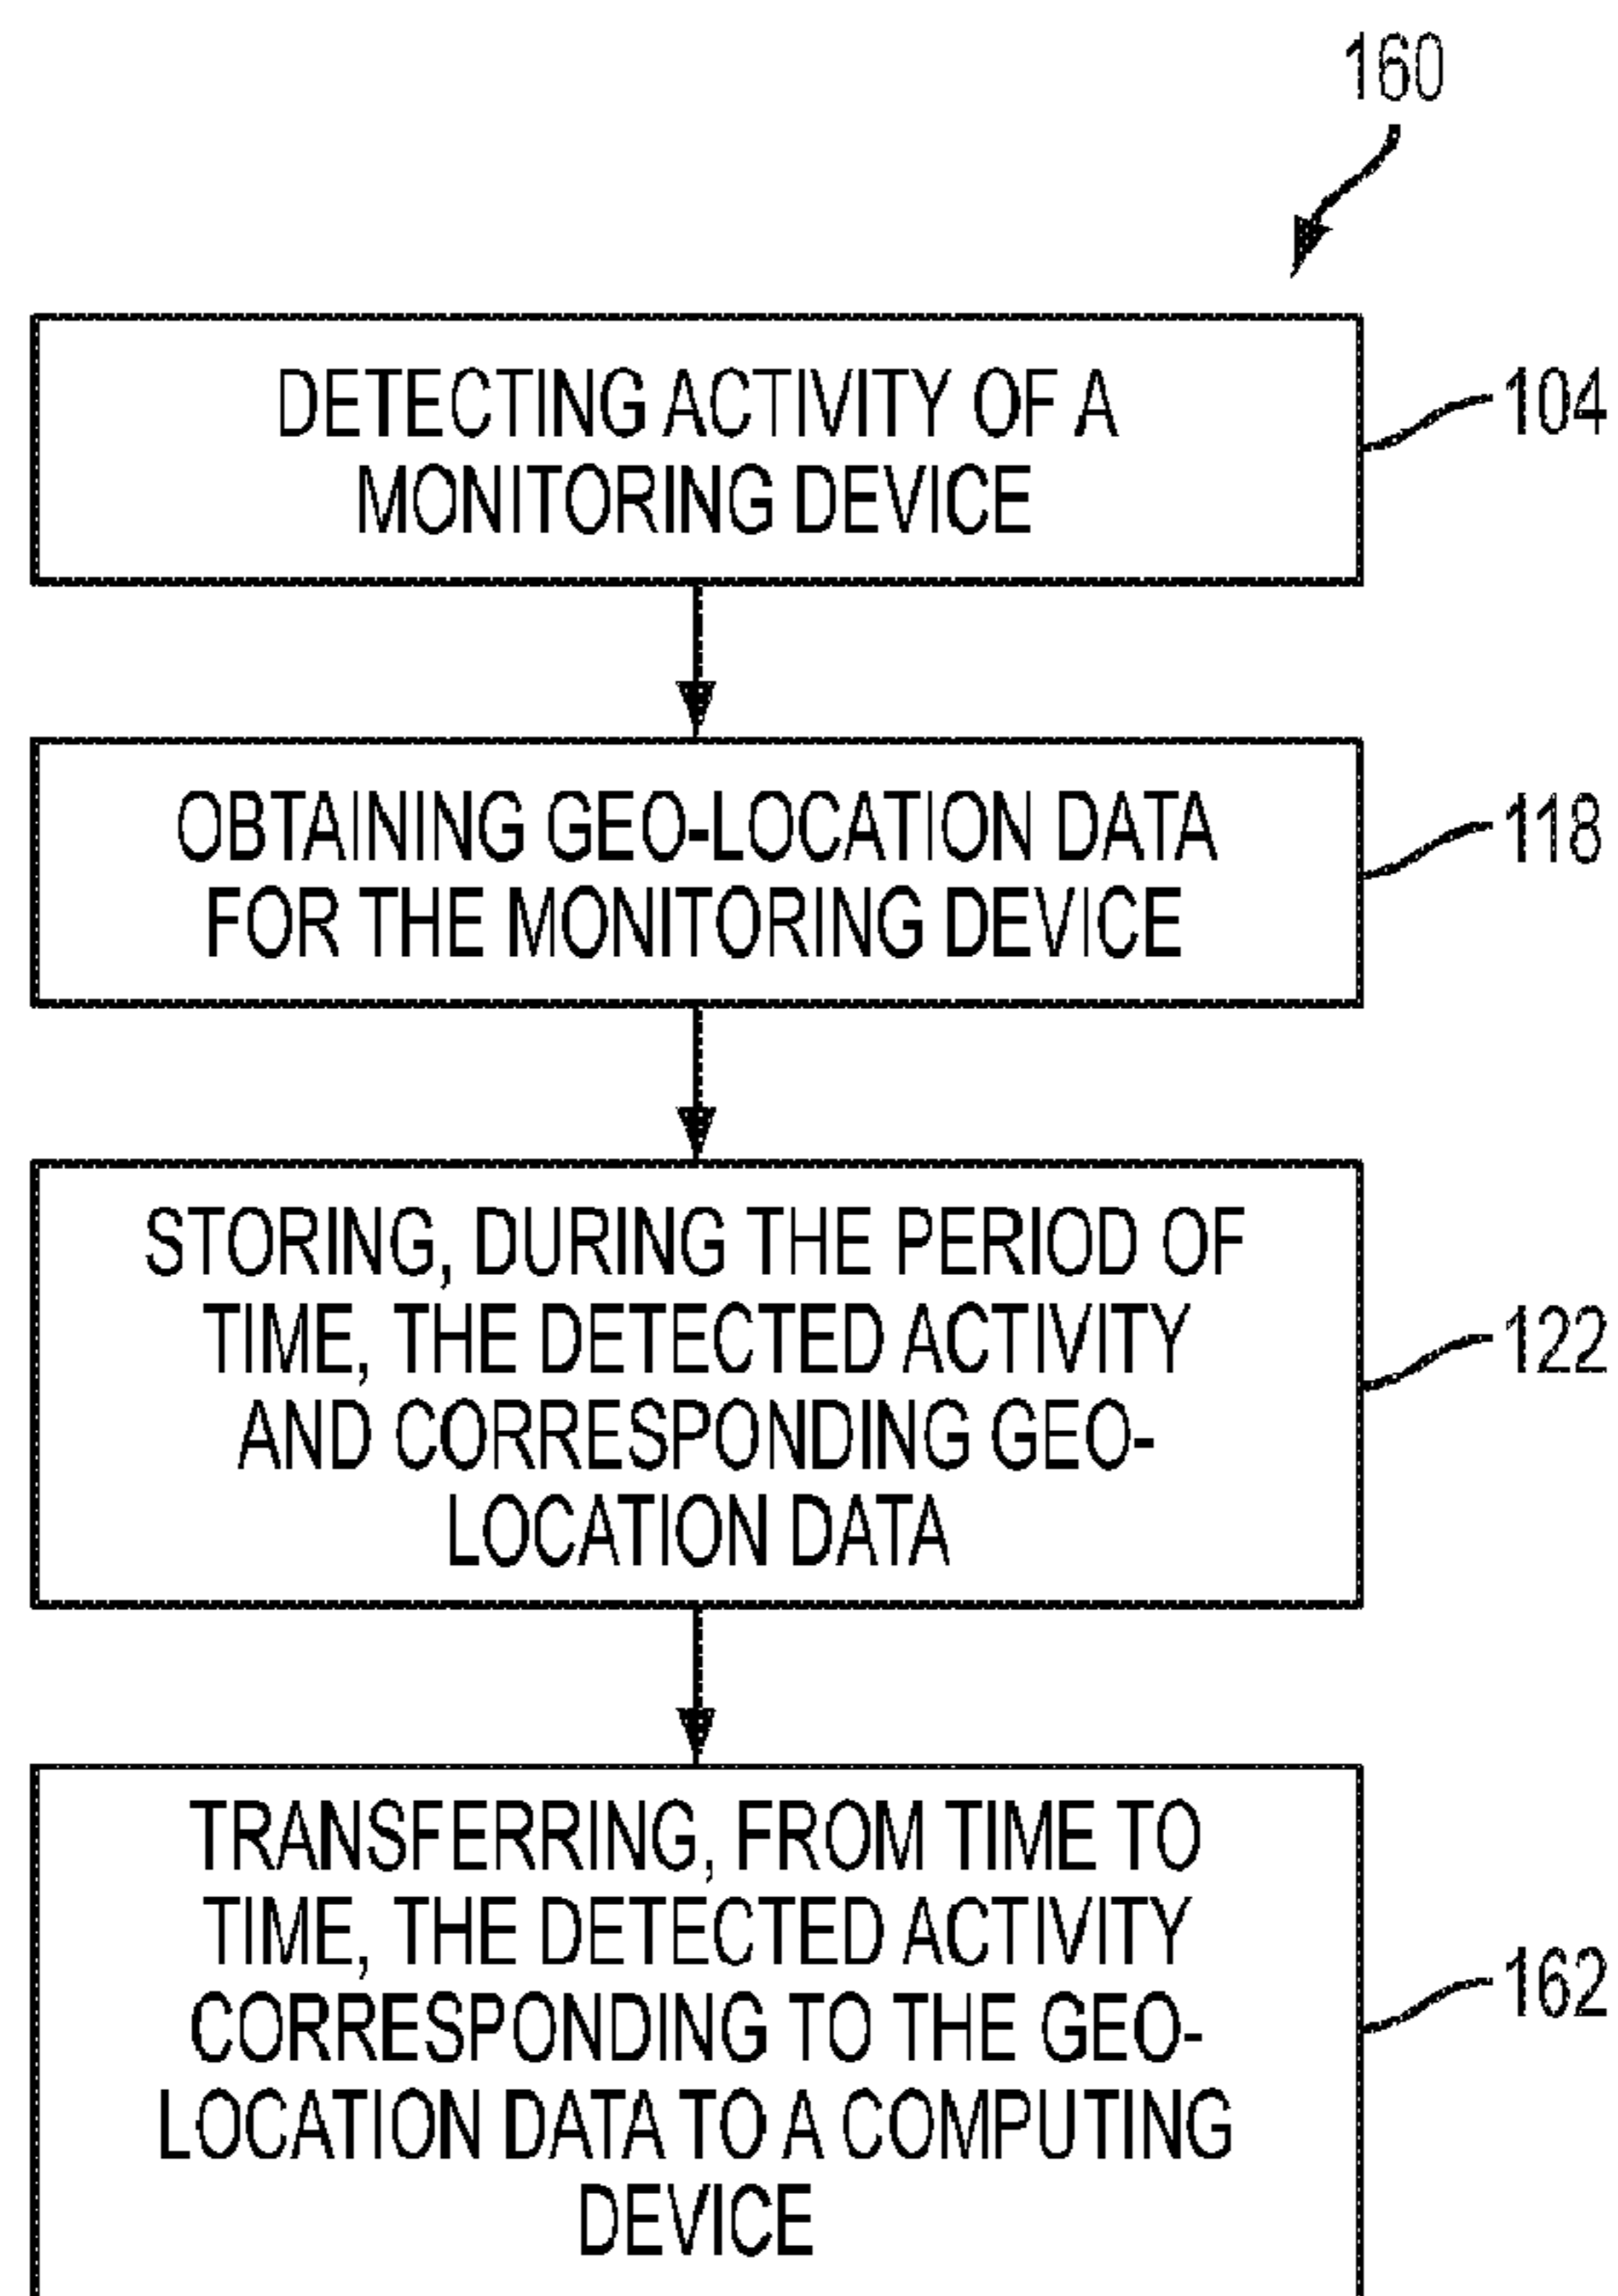 160
DETECTING ACTIVITY OF A
MONITORING DEVICE
104
OBTAINING GEO-LOCATION DATA
FOR THE MONITORING DEVICE
118
STORING, DURING THE PERIOD OF
TIME, THE DETECTED ACTIVITY
AND CORRESPONDING GEO-
LOCATION DATA
122
TRANSFERRING, FROM TIME TO
TIME, THE DETECTED ACTIVITY
CORRESPONDING TO THE GEO-
LOCATION DATA TO A COMPUTING
DEVICE
162